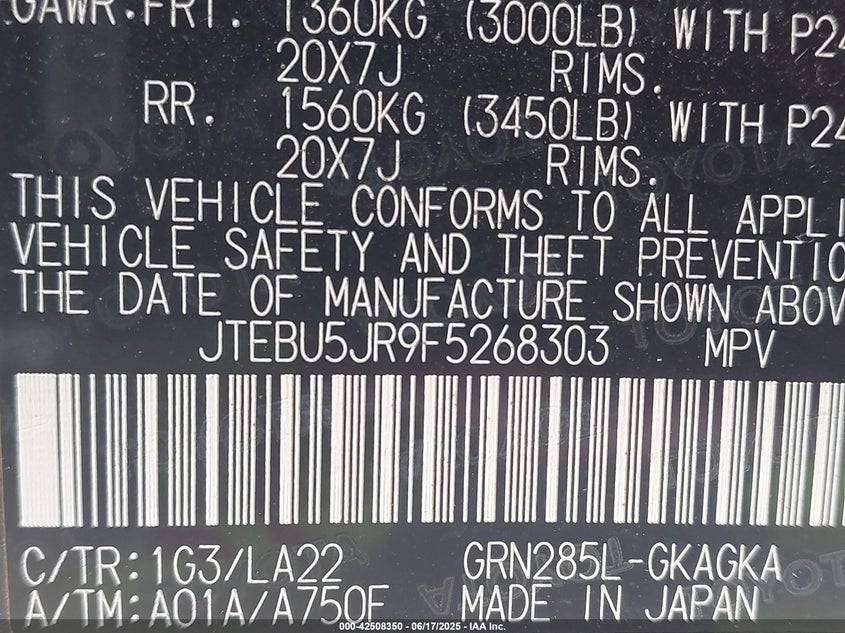 GAWR.FRT. 1360KG (3000LB) WITH P24
20X7J RIMS.
RR. 1560KG (3450LB) WITH P24
20X7J RIMS.
THIS VEHICLE CONFORMS TO ALL APPLI
VEHICLE SAFETY AND THEFT PREVENTIO
THE DATE OF MANUFACTURE SHOWN ABOV
JTEBU5JR9F5268303 MPV
C/TR:1G3/LA22 GRN285L-GKAGKA
A/TM:A01A/A750F MADE IN JAPAN
000-42508350 - 06/17/2025 - IAA Inc.